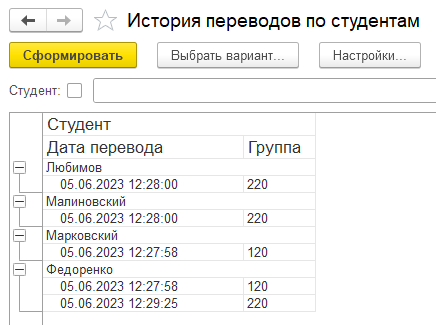 История переводов по студентам
Сформировать Выбрать вариант... Настройки...
Студент:
Студент
Дата перевода Группа
Любимов
05.06.2023 12:28:00 220
Малиновский
05.06.2023 12:28:00 220
Марковский
05.06.2023 12:27:58 120
Федоренко
05.06.2023 12:27:58 120
05.06.2023 12:29:25 220